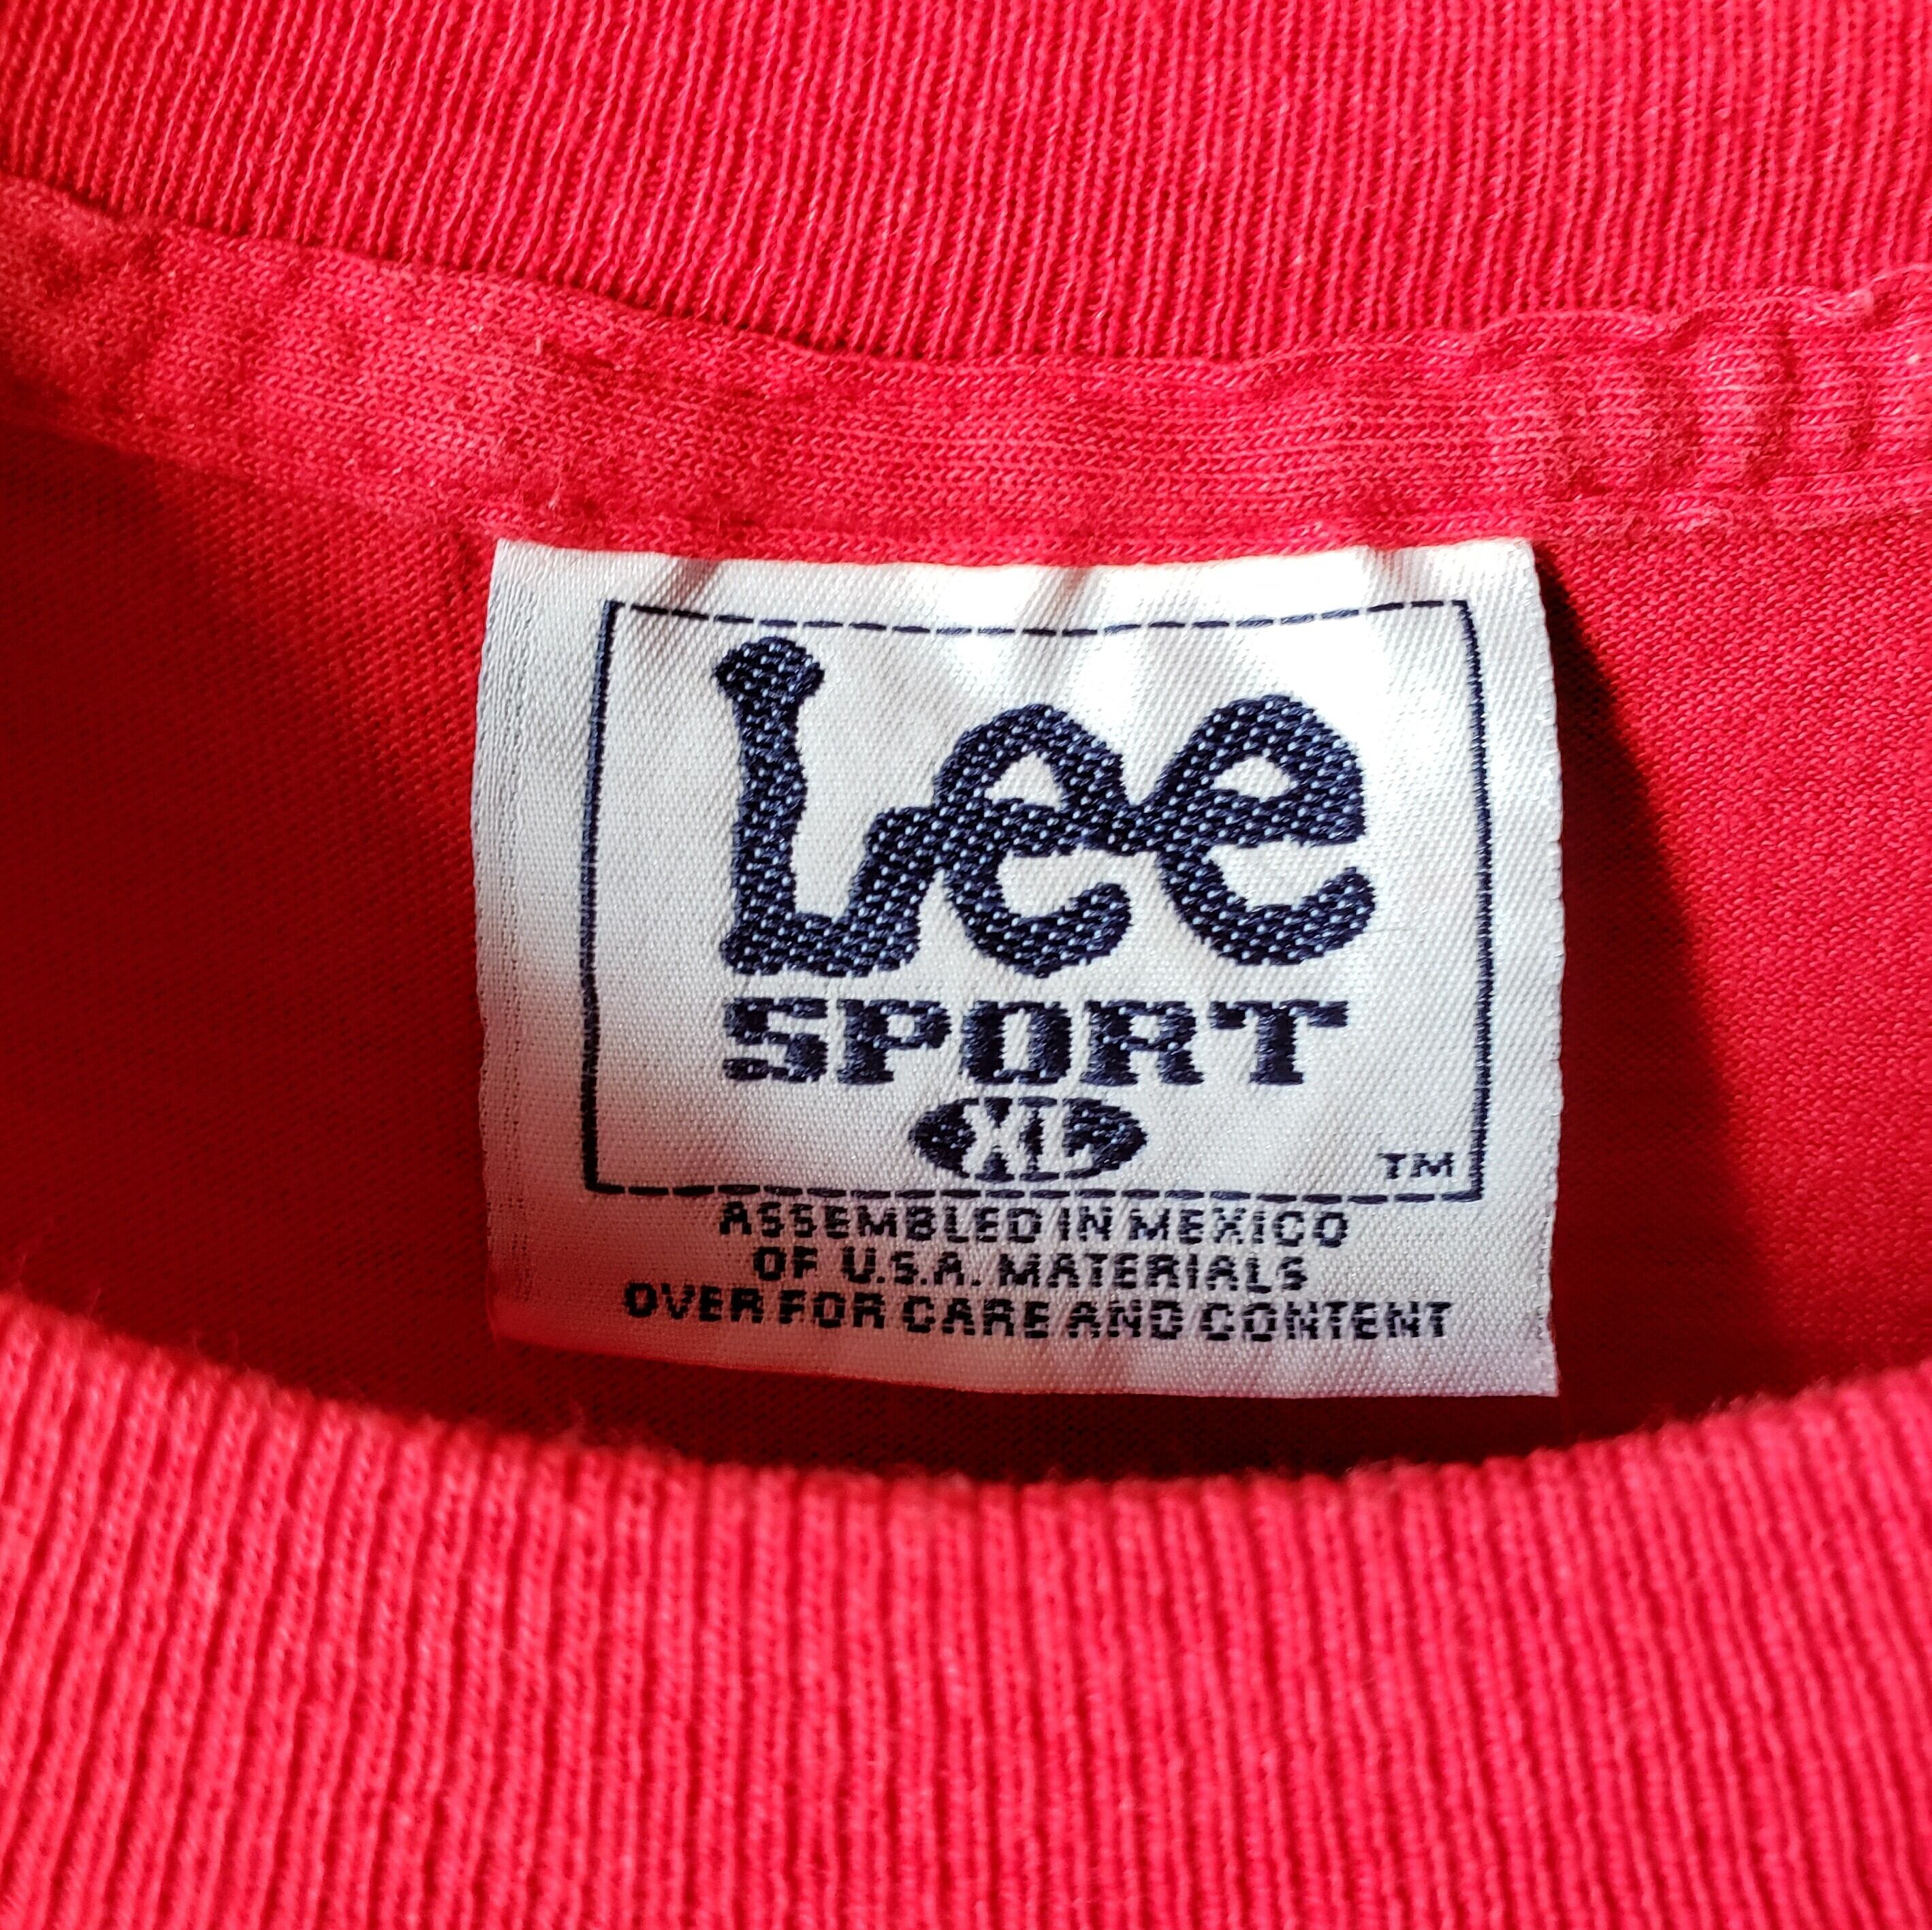 Lee
SPORT
XL
TM
ASSEMBLED IN MEXICO
OF U.S.A. MATERIALS
OVER FOR CARE AND CONTENT